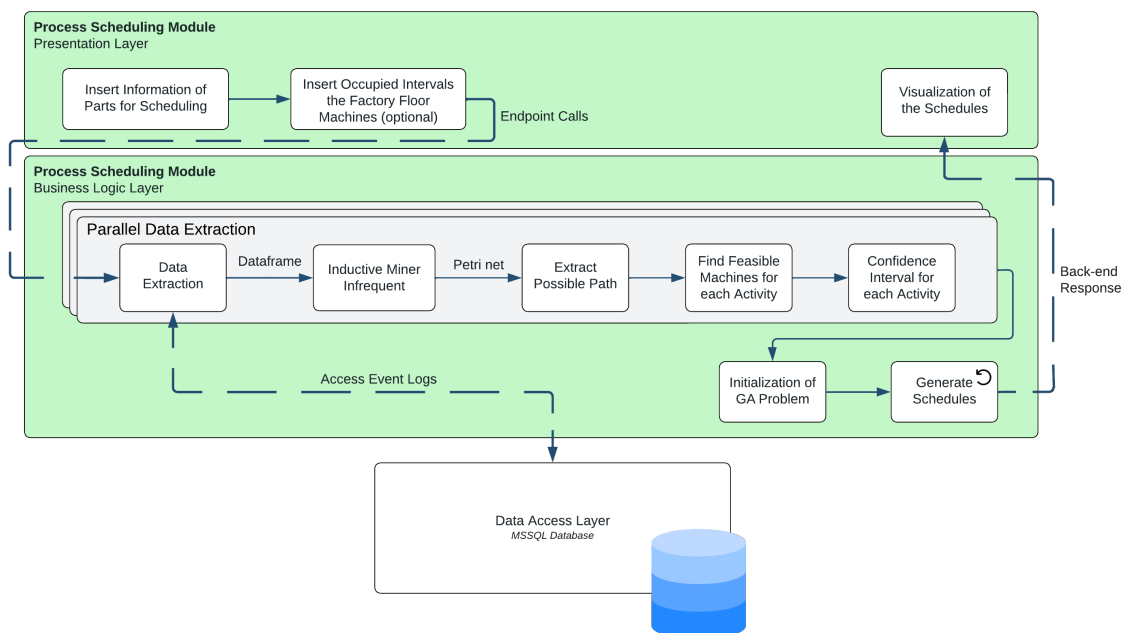 Process Scheduling Module
Presentation Layer
Insert Information of
Parts for Scheduling
Insert Occupied Intervals
the Factory Floor
Machines (optional)
Endpoint Calls
Visualization of
the Schedules
Process Scheduling Module
Business Logic Layer
Parallel Data Extraction
Data
Extraction
Dataframe
Inductive Miner
Infrequent
Petri net
Extract
Possible Path
Find Feasible
Machines for
each Activity
Confidence
Interval for
each Activity
Back-end
Response
Access Event Logs
Initialization of
GA Problem
Generate
Schedules
Data Access Layer
MSSQL Database